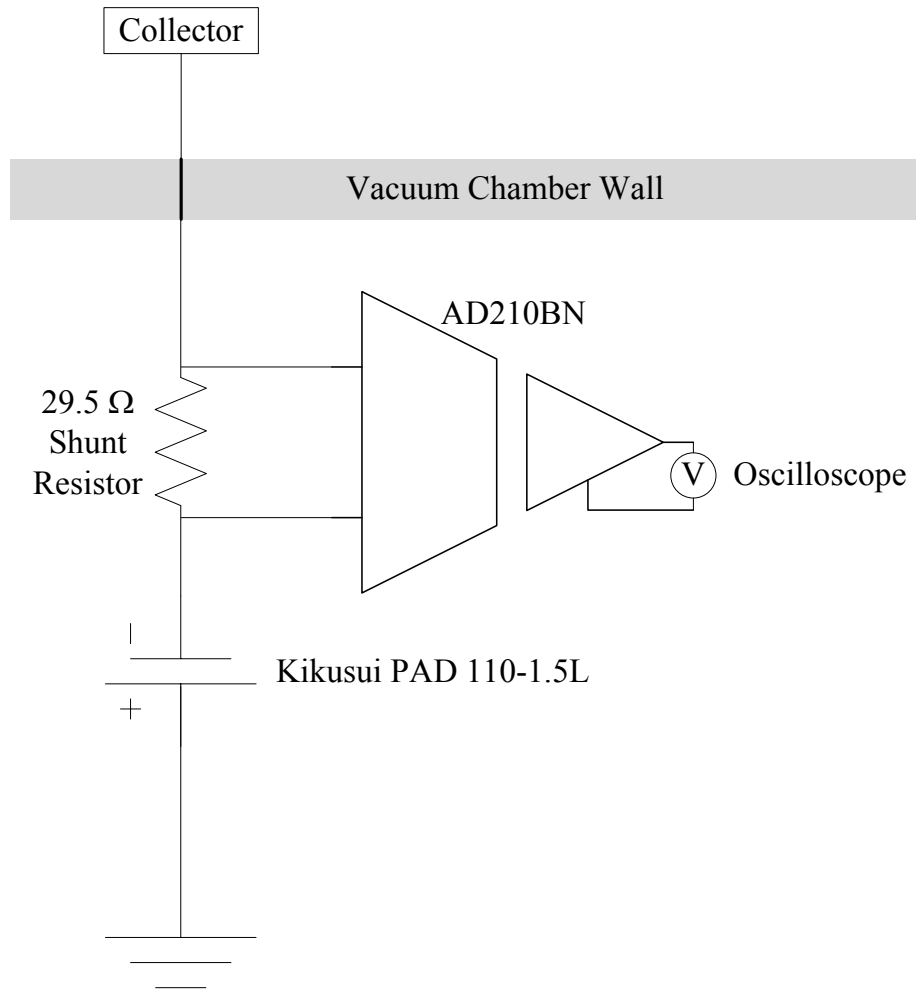 Collector
Vacuum Chamber Wall
AD210BN
29.5 Ω
Shunt
Resistor
V
Oscilloscope
−
Kikusui PAD 110-1.5L
+